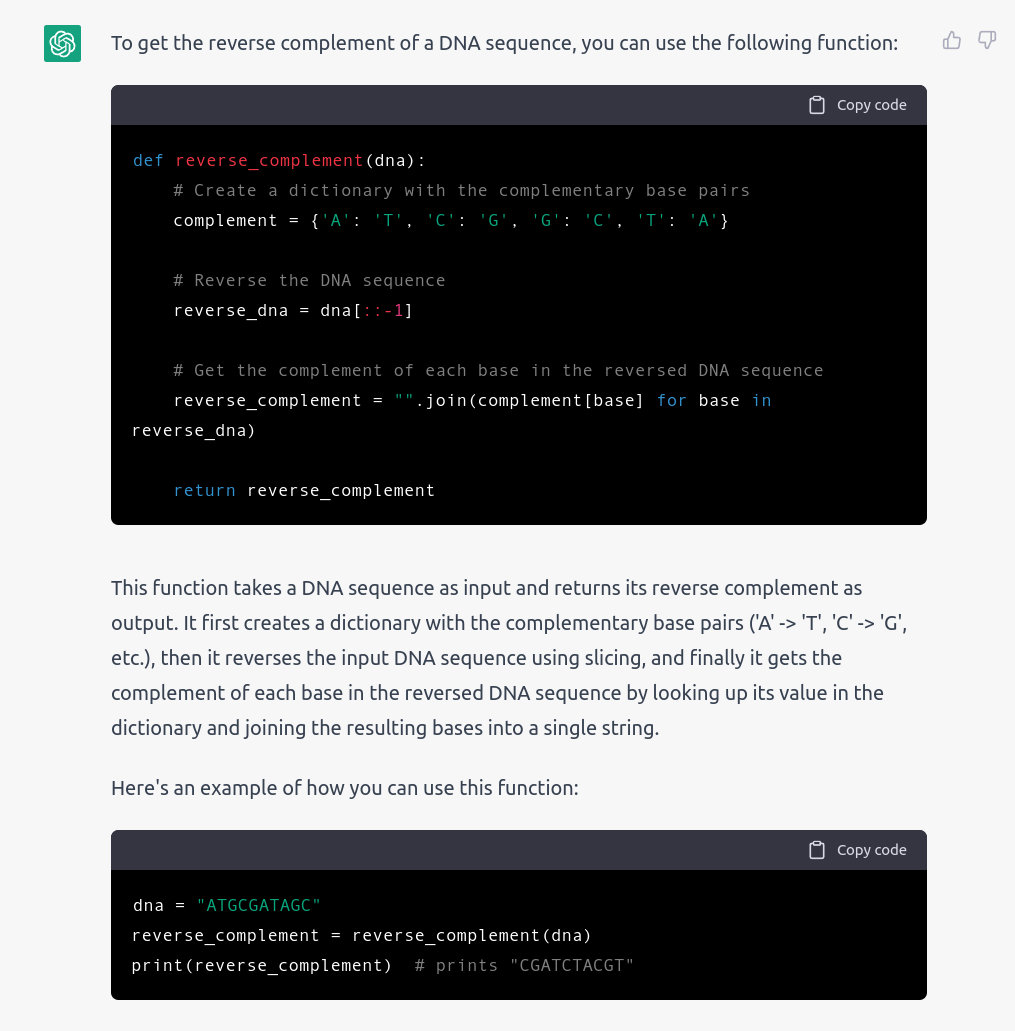 To get the reverse complement of a DNA sequence, you can use the following function:
Copy code
def reverse_complement(dna):
    # Create a dictionary with the complementary base pairs
    complement = {'A': 'T', 'C': 'G', 'G': 'C', 'T': 'A'}
    # Reverse the DNA sequence
    reverse_dna = dna[::-1]
    # Get the complement of each base in the reversed DNA sequence
    reverse_complement = "".join(complement[base] for base in
reverse_dna)
    return reverse_complement
This function takes a DNA sequence as input and returns its reverse complement as
output. It first creates a dictionary with the complementary base pairs ('A' -> 'T', 'C' -> 'G',
etc.), then it reverses the input DNA sequence using slicing, and finally it gets the
complement of each base in the reversed DNA sequence by looking up its value in the
dictionary and joining the resulting bases into a single string.
Here's an example of how you can use this function:
Copy code
dna = "ATGCGATAGC"
reverse_complement = reverse_complement(dna)
print(reverse_complement)  # prints "CGATCTACGT"